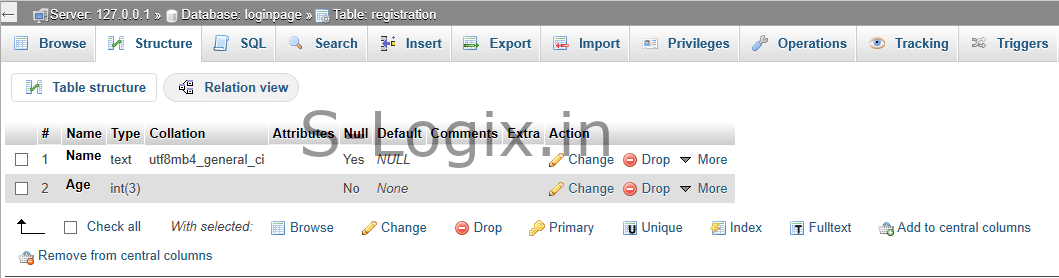 ← Server: 127.0.0.1 » Database: loginpage » Table: registration
Browse Structure SQL Search Insert Export Import Privileges Operations Tracking Triggers
Table structure Relation view
# Name Type Collation Attributes Null Default Comments Extra Action
1 Name text utf8mb4_general_ci Yes NULL Change Drop More
2 Age int(3) No None Change Drop More
S-Logix.in
Check all With selected: Browse Change Drop Primary Unique Index Fulltext Add to central columns
Remove from central columns